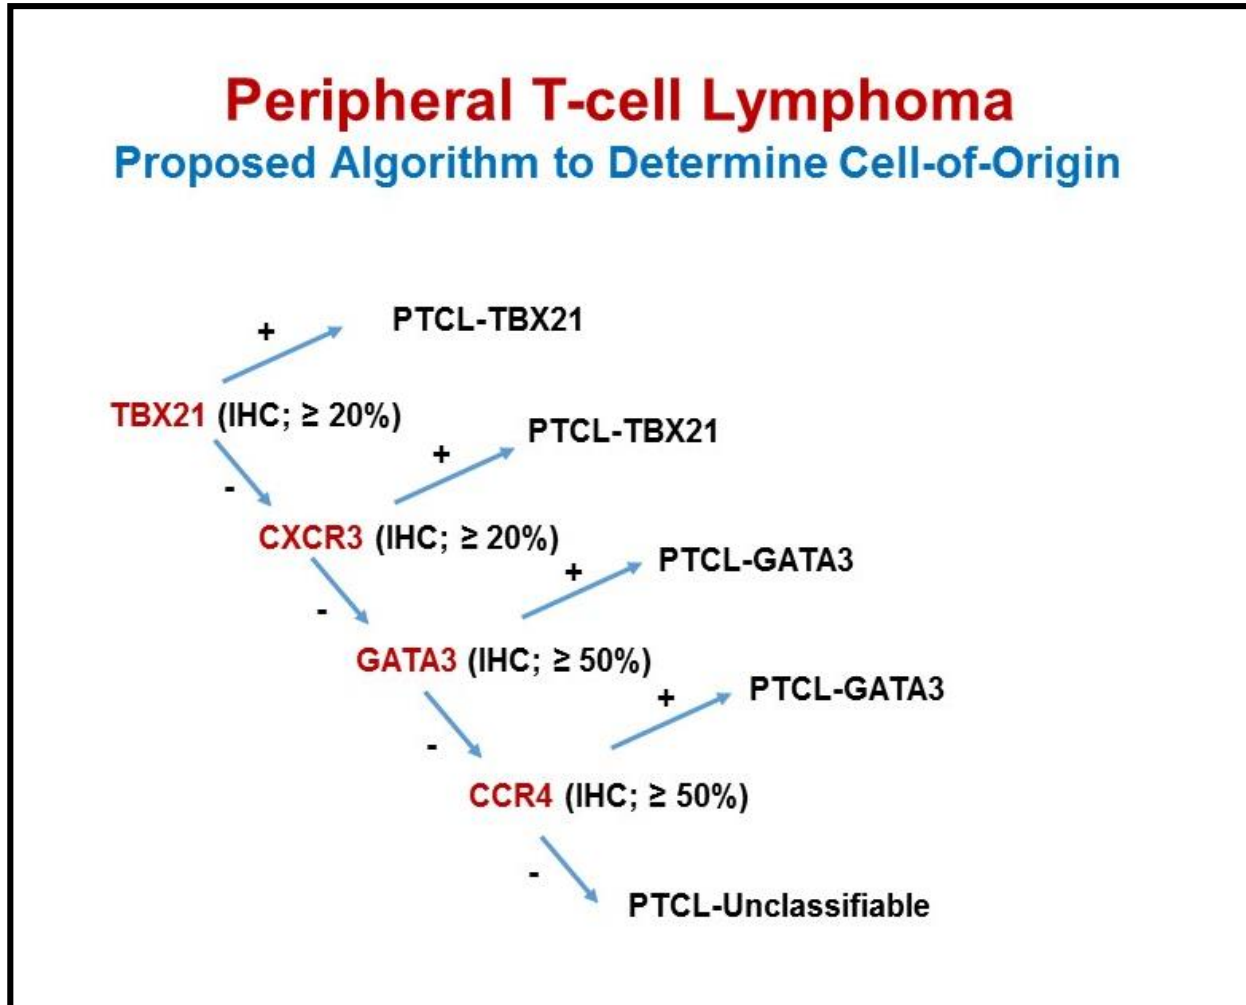 Peripheral T-cell Lymphoma
Proposed Algorithm to Determine Cell-of-Origin
+ PTCL-TBX21
TBX21 (IHC; ≥ 20%)
+ PTCL-TBX21
-
CXCR3 (IHC; ≥ 20%)
+ PTCL-GATA3
-
GATA3 (IHC; ≥ 50%)
+ PTCL-GATA3
-
CCR4 (IHC; ≥ 50%)
-
PTCL-Unclassifiable